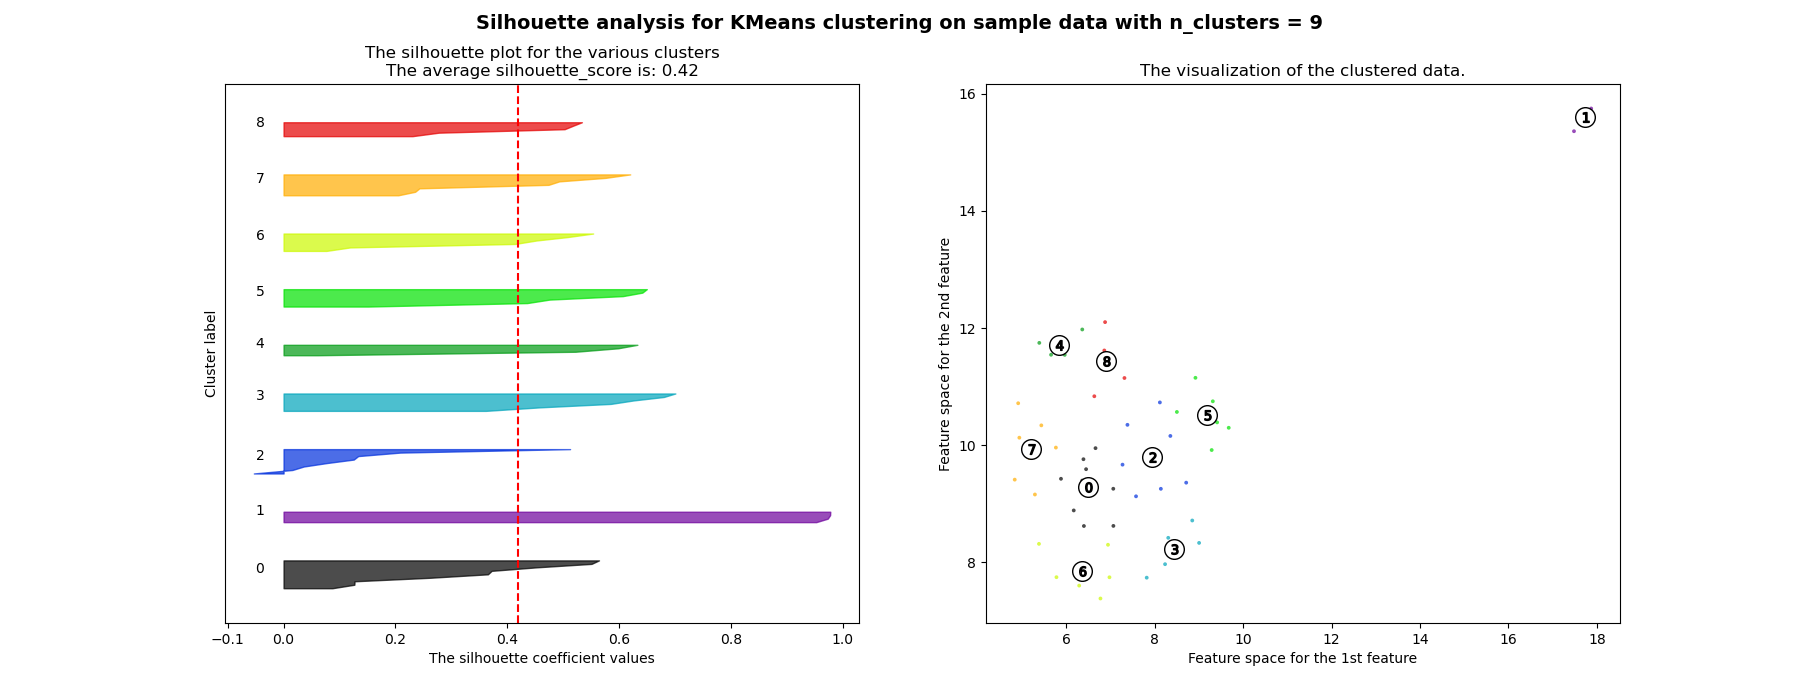 Silhouette analysis for KMeans clustering on sample data with n_clusters = 9
The silhouette plot for the various clusters
The average silhouette_score is: 0.42
8
7
6
5
4
3
2
1
0
Cluster label
−0.1 0.0 0.2 0.4 0.6 0.8 1.0
The silhouette coefficient values
The visualization of the clustered data.
16
14
12
10
8
Feature space for the 2nd feature
1
4
8
5
7
2
0
3
6
6 8 10 12 14 16 18
Feature space for the 1st feature